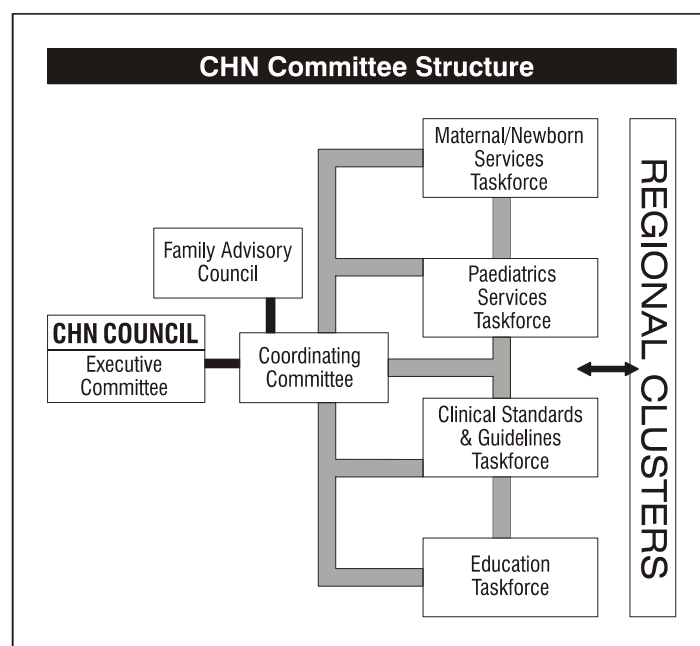 CHN Committee Structure
Maternal/Newborn
Services
Taskforce
Family Advisory
Council
Paediatrics
Services
Taskforce
CHN COUNCIL
Executive
Committee
Coordinating
Committee
Clinical Standards
& Guidelines
Taskforce
Education
Taskforce
REGIONAL CLUSTERS